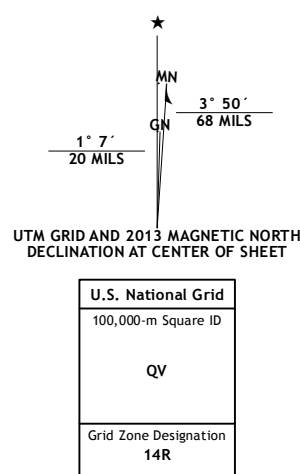 ★
MN
3° 50´
68 MILS
GN
1° 7´
20 MILS
UTM GRID AND 2013 MAGNETIC NORTH
DECLINATION AT CENTER OF SHEET
U.S. National Grid
100,000-m Square ID
QV
Grid Zone Designation
14R